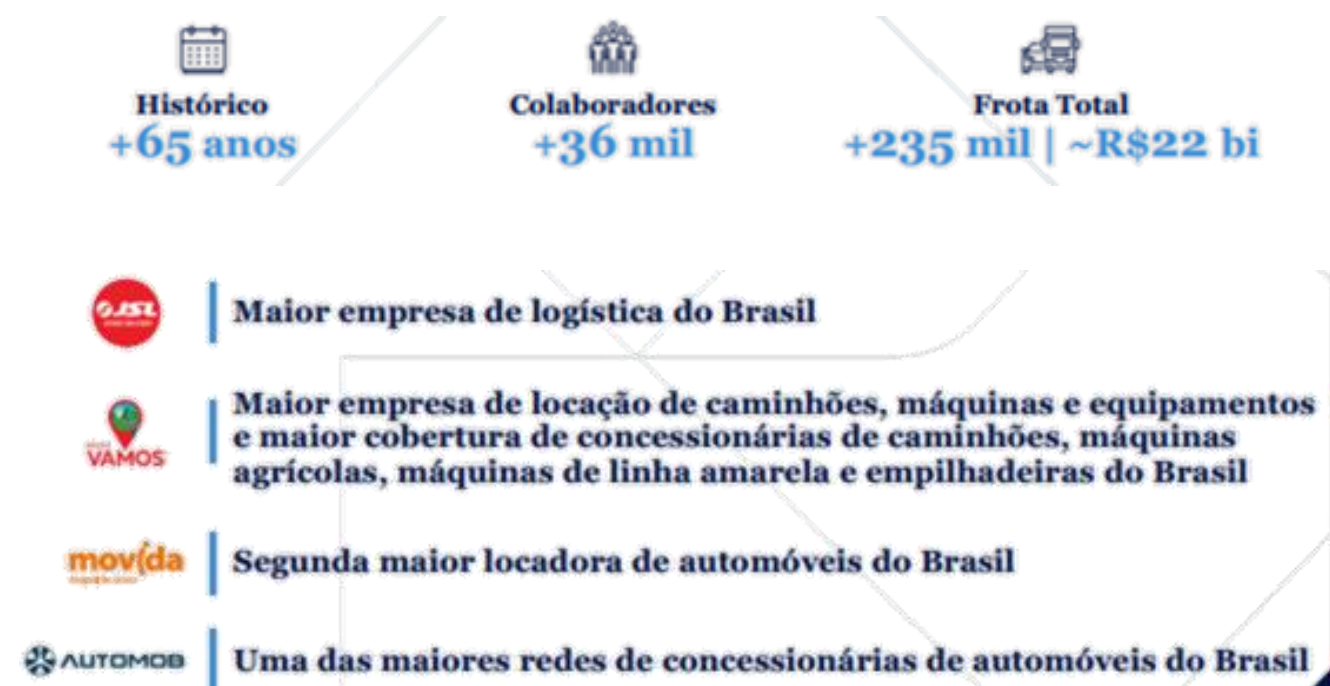 Histórico
+65 anos
Colaboradores
+36 mil
Frota Total
+235 mil | ~R$22 bi
JSL
Maior empresa de logística do Brasil
VAMOS
Maior empresa de locação de caminhões, máquinas e equipamentos
e maior cobertura de concessionárias de caminhões, máquinas
agrícolas, máquinas de linha amarela e empilhadeiras do Brasil
movida
Segunda maior locadora de automóveis do Brasil
AUTOMOB
Uma das maiores redes de concessionárias de automóveis do Brasil